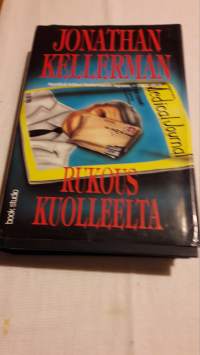 JONATHAN
KELLERMAN
Medical Journal
RUKOUS
KUOLLEELTA
book studio